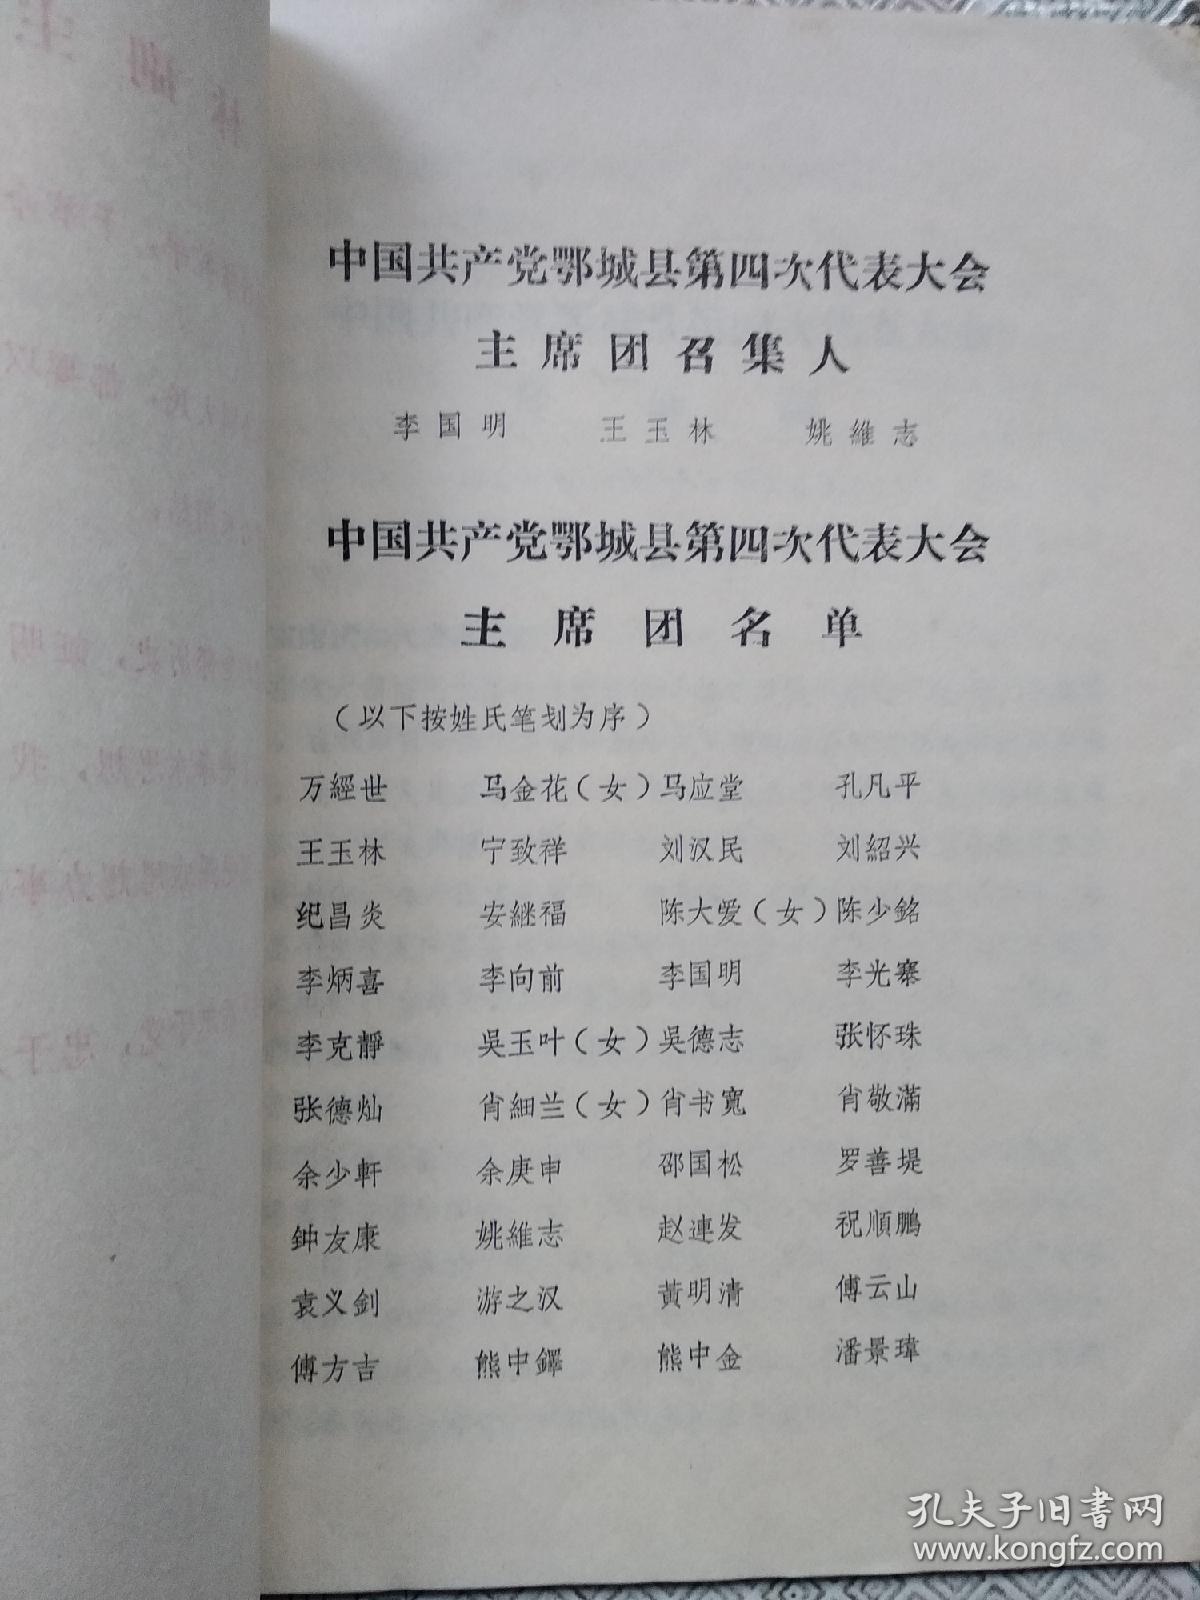 中国共产党鄂城县第四次代表大会
主席团召集人
李国明 王玉林 姚維志
中国共产党鄂城县第四次代表大会
主席团名单
（以下按姓氏笔划为序）
万經世 马金花（女）马应堂 孔凡平
王玉林 宁致祥 刘汉民 刘紹兴
纪昌炎 安継福 陈大爱（女）陈少銘
李炳喜 李向前 李国明 李光寨
李克靜 吳玉叶（女）吳德志 张怀珠
张德灿 肖細兰（女）肖书寬 肖敬滿
余少軒 余庚申 邵国松 罗善堤
钟友康 姚維志 赵連发 祝順鵬
袁义釗 游之汉 黃明清 傅云山
傅方吉 熊中鐸 熊中金 潘景瑋
孔夫子旧書网
www.kongfz.com